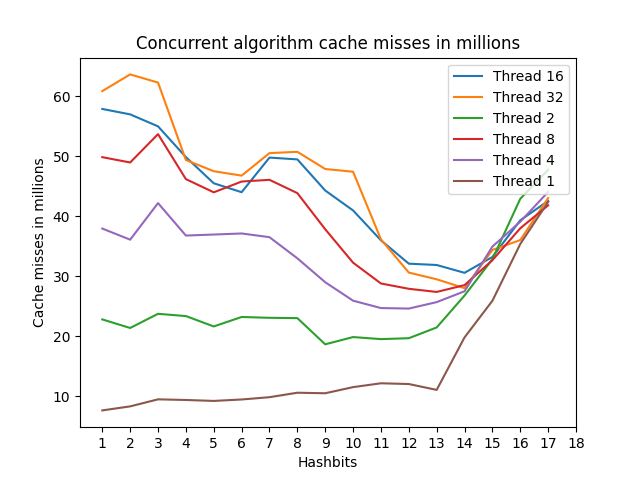 Concurrent algorithm cache misses in millions
Thread 16
Thread 32
Thread 2
Thread 8
Thread 4
Thread 1
60
50
40
30
20
10
Cache misses in millions
1 2 3 4 5 6 7 8 9 10 11 12 13 14 15 16 17 18
Hashbits